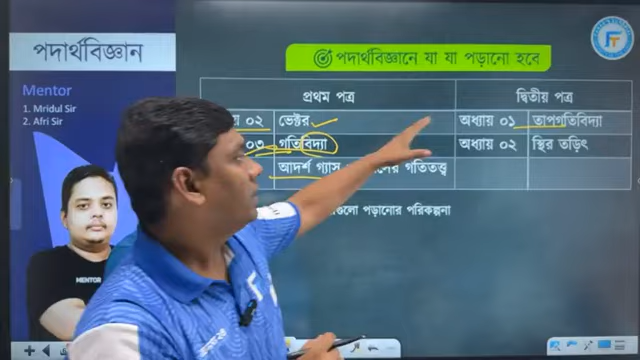 পদার্থবিজ্ঞান
পদার্থবিজ্ঞানে যা যা পড়ানো হবে
Mentor
1. Mridul Sir
2. Afri Sir
প্রথম পত্র
দ্বিতীয় পত্র
০২ ভেক্টর
অধ্যায় ০১ তাপগতিবিদ্যা
০৩ গতিবিদ্যা
অধ্যায় ০২ স্থির তড়িৎ
আদর্শ গ্যাস গতিতত্ত্ব
পড়ানোর পরিকল্পনা
MENTOR